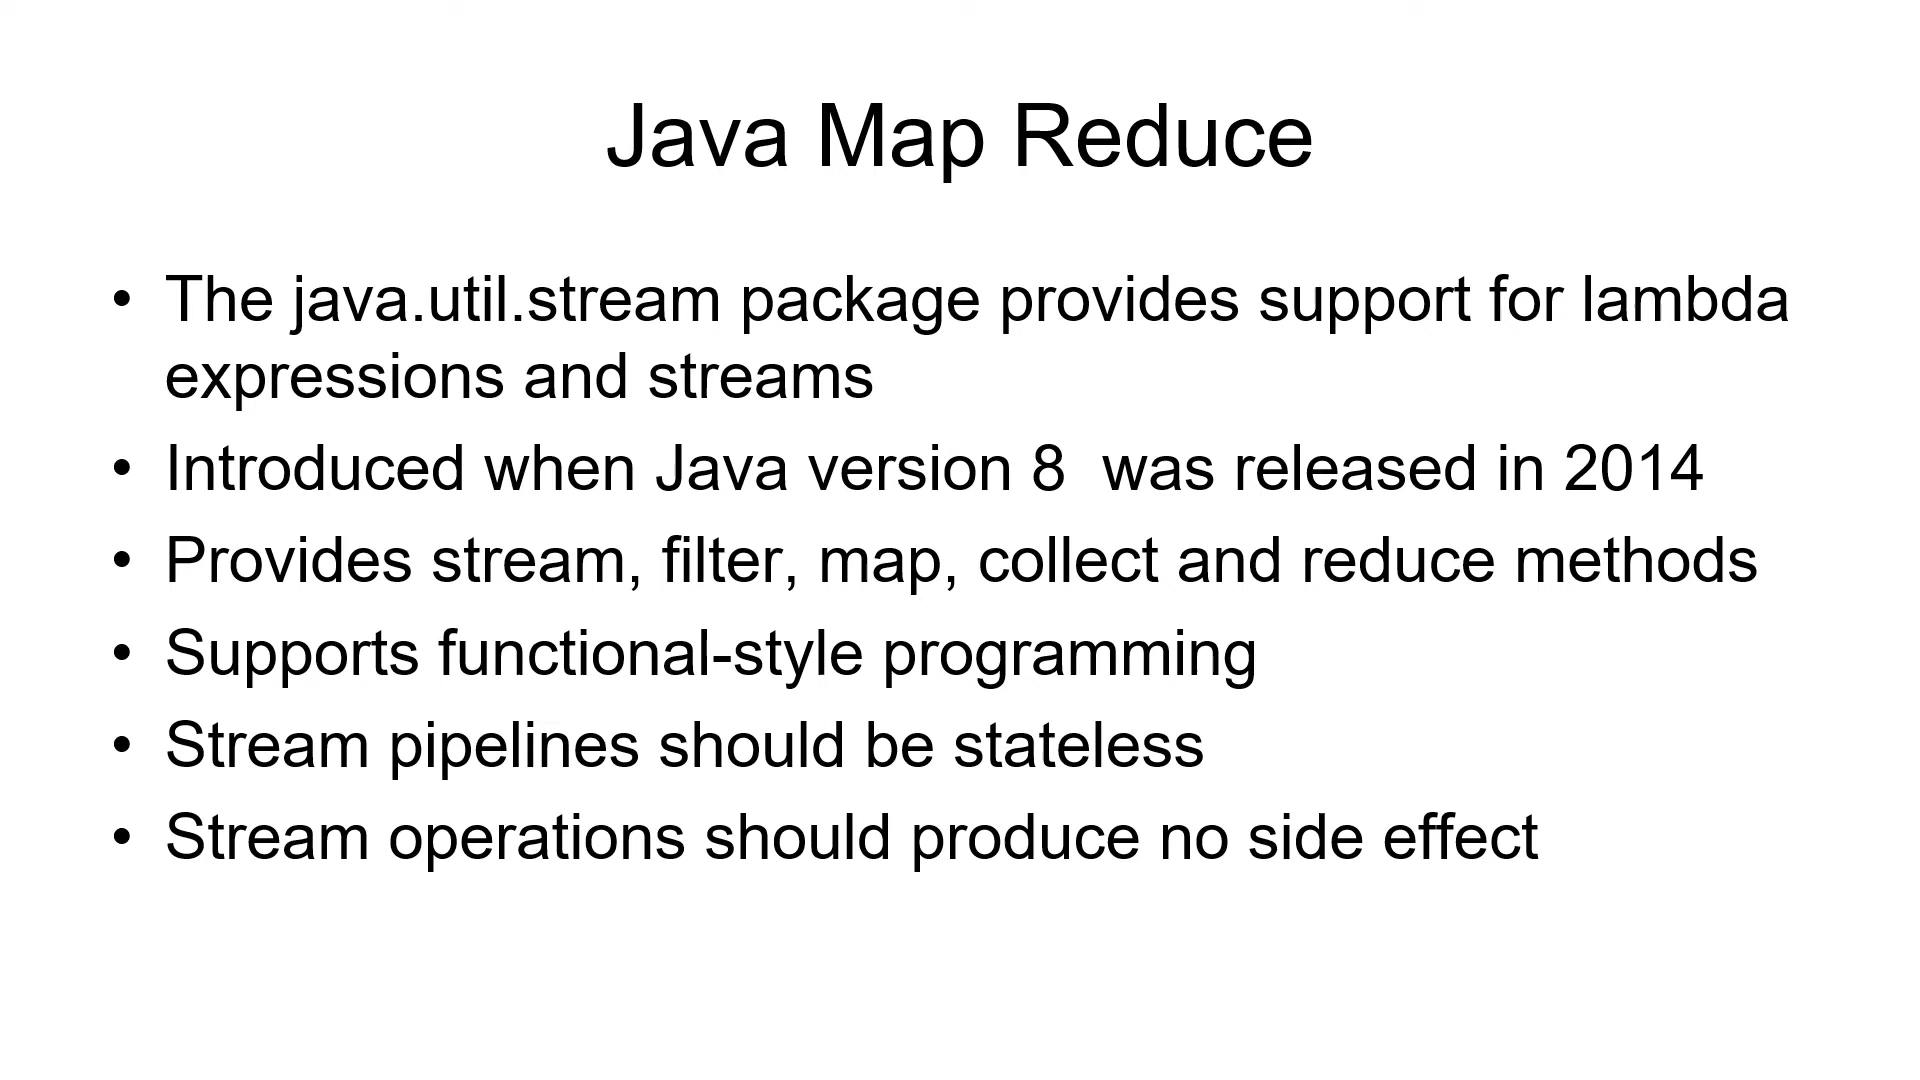 Java Map Reduce
• The java.util.stream package provides support for lambda
expressions and streams
• Introduced when Java version 8  was released in 2014
• Provides stream, filter, map, collect and reduce methods
• Supports functional-style programming
• Stream pipelines should be stateless
• Stream operations should produce no side effect